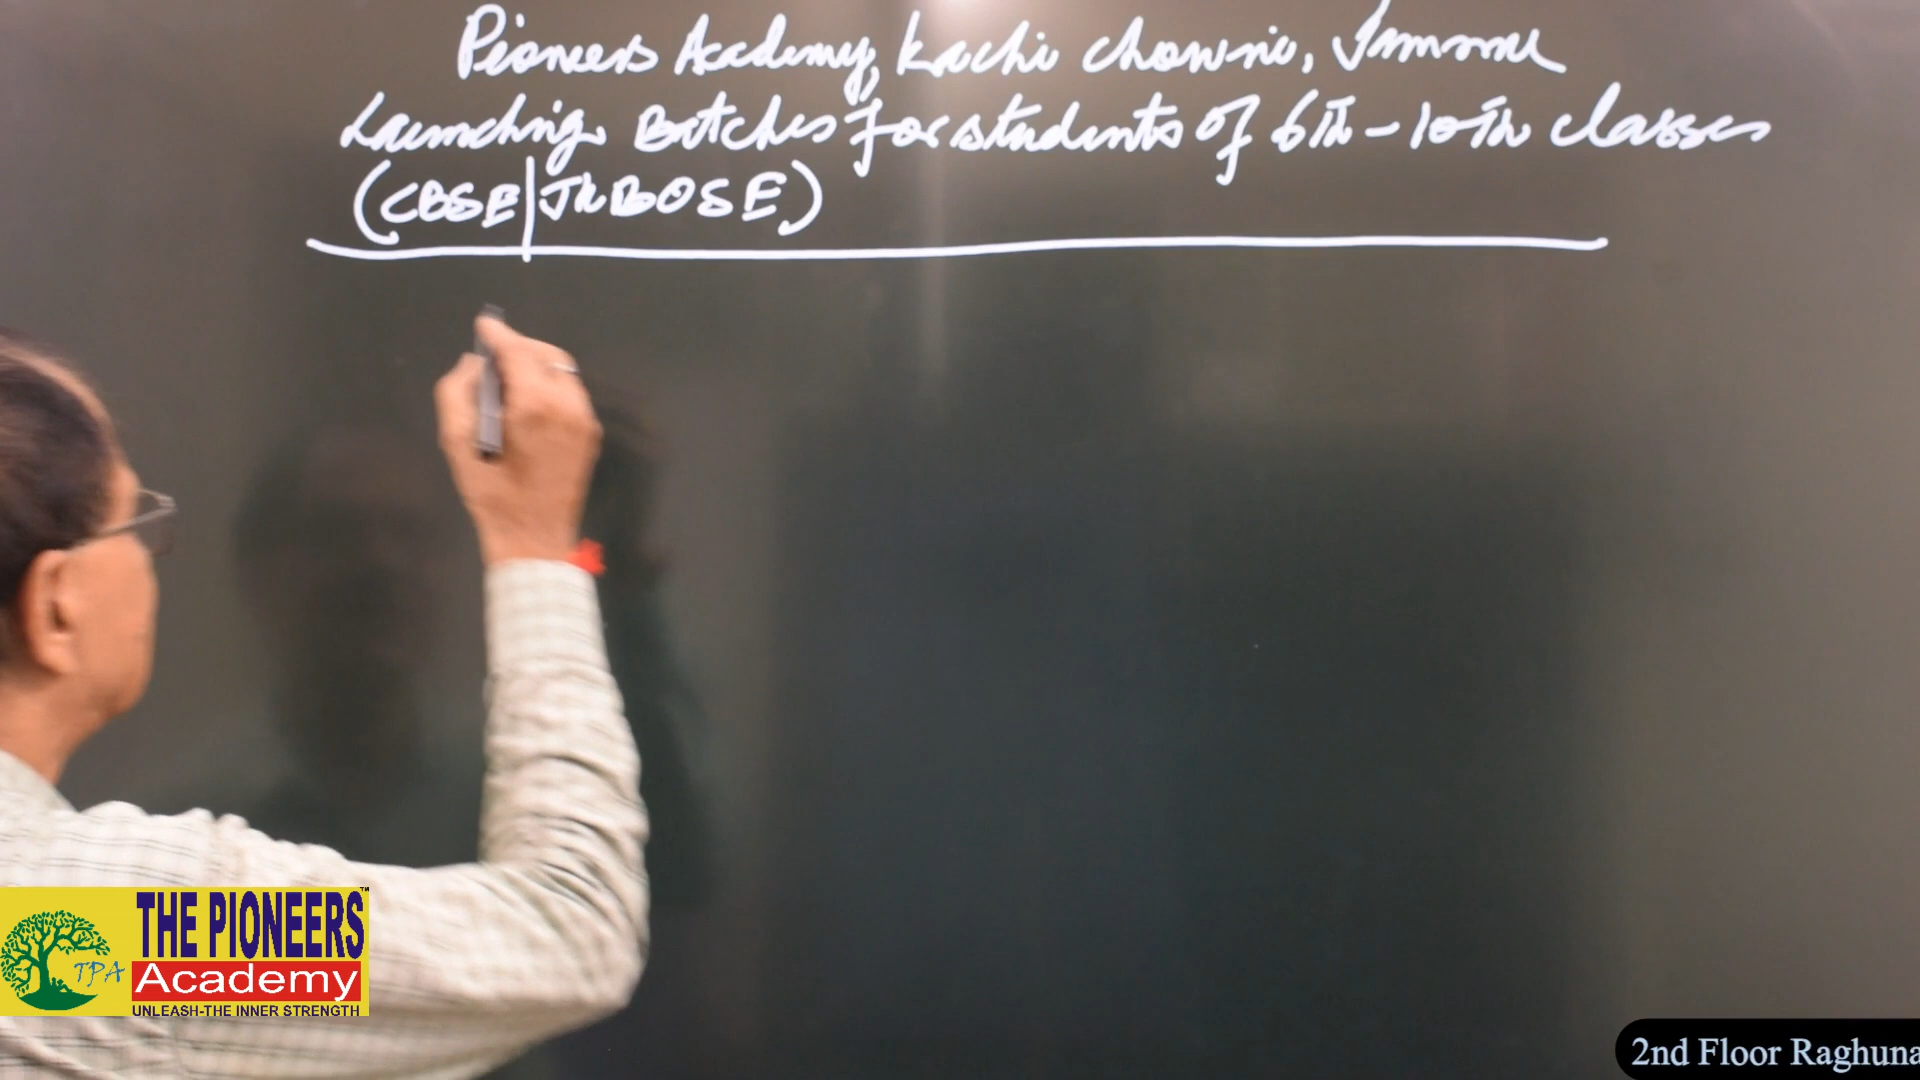 Pioneers Academy, Kachi Chowni, Jammu
Launching Batches for students of 6th - 10th classes
(CBSE|JKBOSE)
THE PIONEERS™
TPA
Academy
UNLEASH-THE INNER STRENGTH
2nd Floor Raghuna